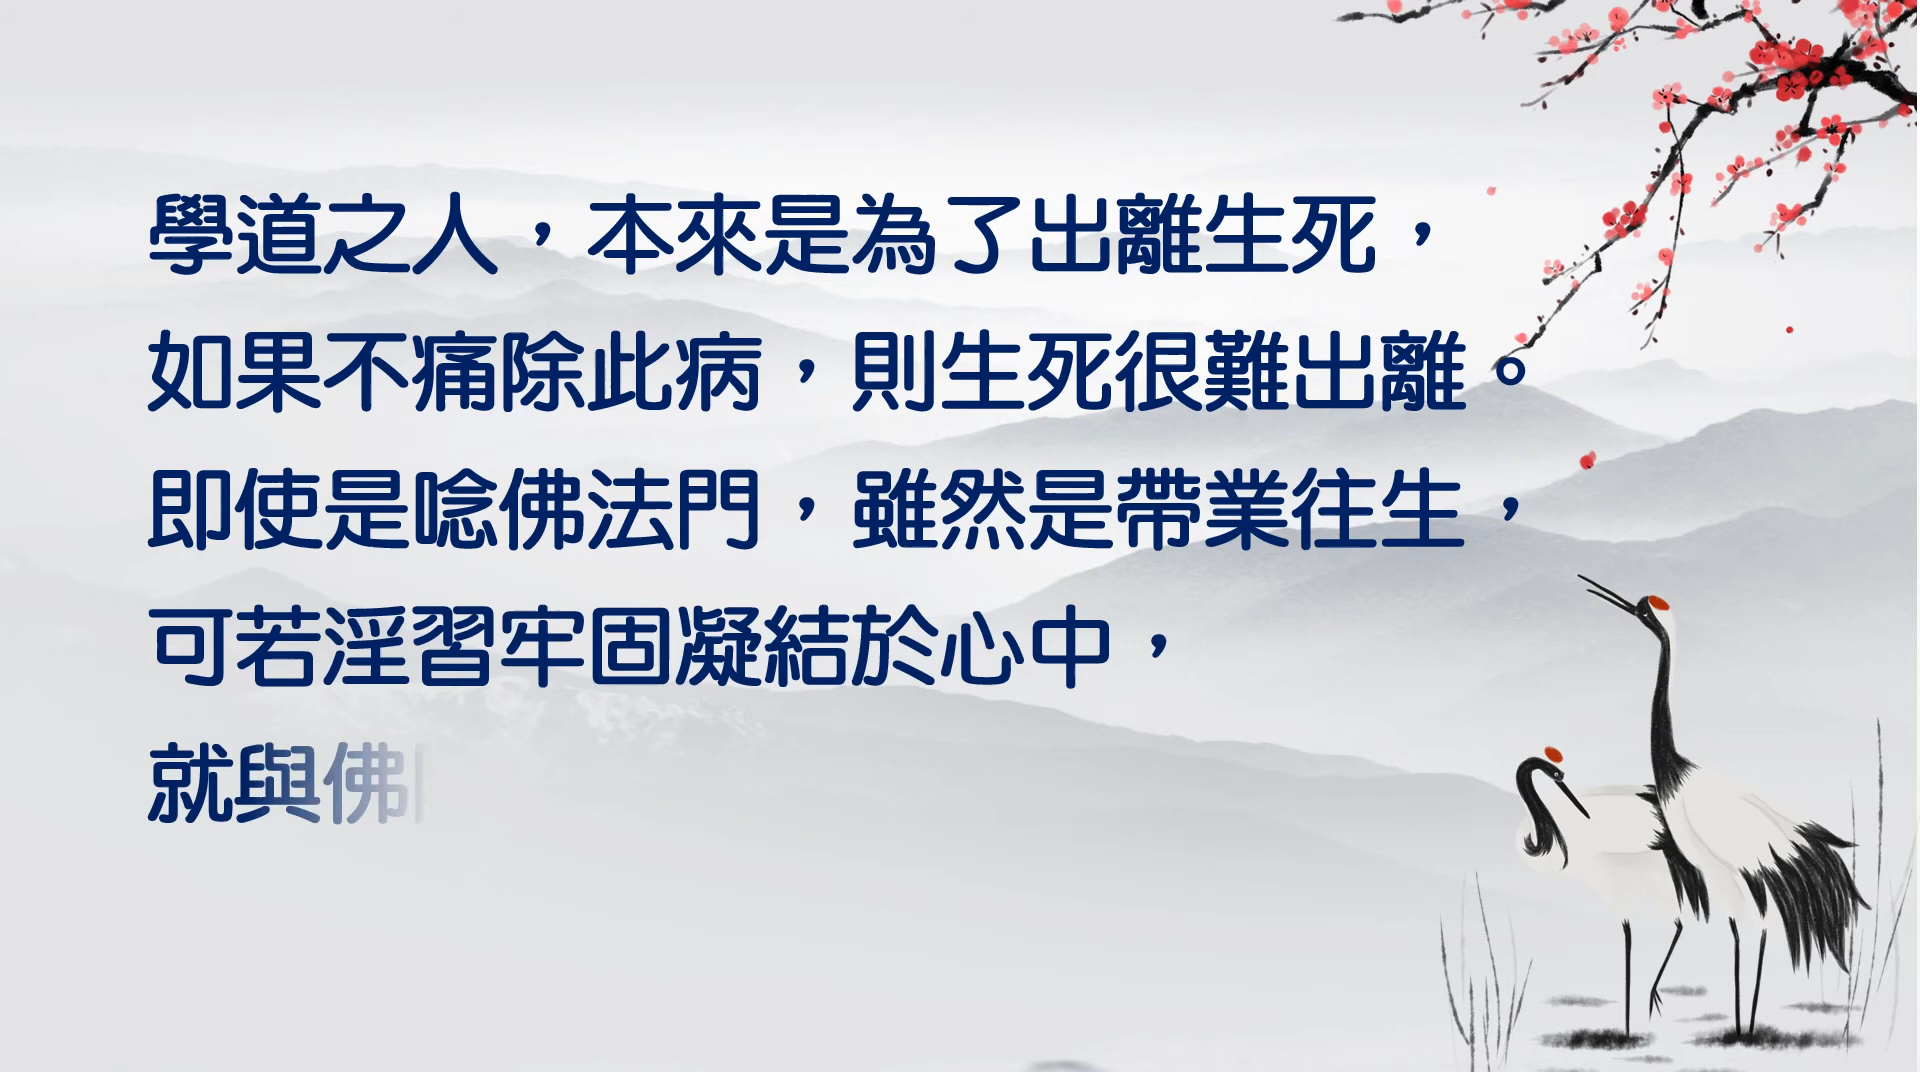 學道之人，本來是為了出離生死，
如果不痛除此病，則生死很難出離。
即使是唸佛法門，雖然是帶業往生，
可若淫習牢固凝結於心中，
就與佛